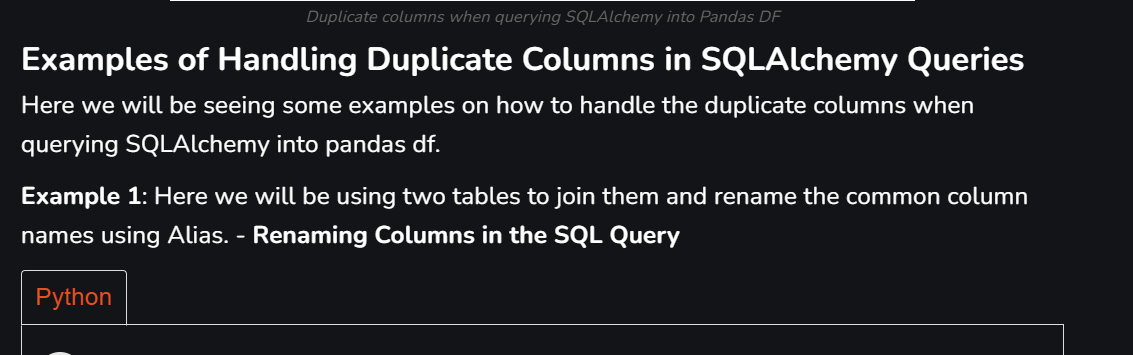 Duplicate columns when querying SQLAlchemy into Pandas DF
Examples of Handling Duplicate Columns in SQLAlchemy Queries
Here we will be seeing some examples on how to handle the duplicate columns when
querying SQLAlchemy into pandas df.
Example 1: Here we will be using two tables to join them and rename the common column
names using Alias. - Renaming Columns in the SQL Query
Python